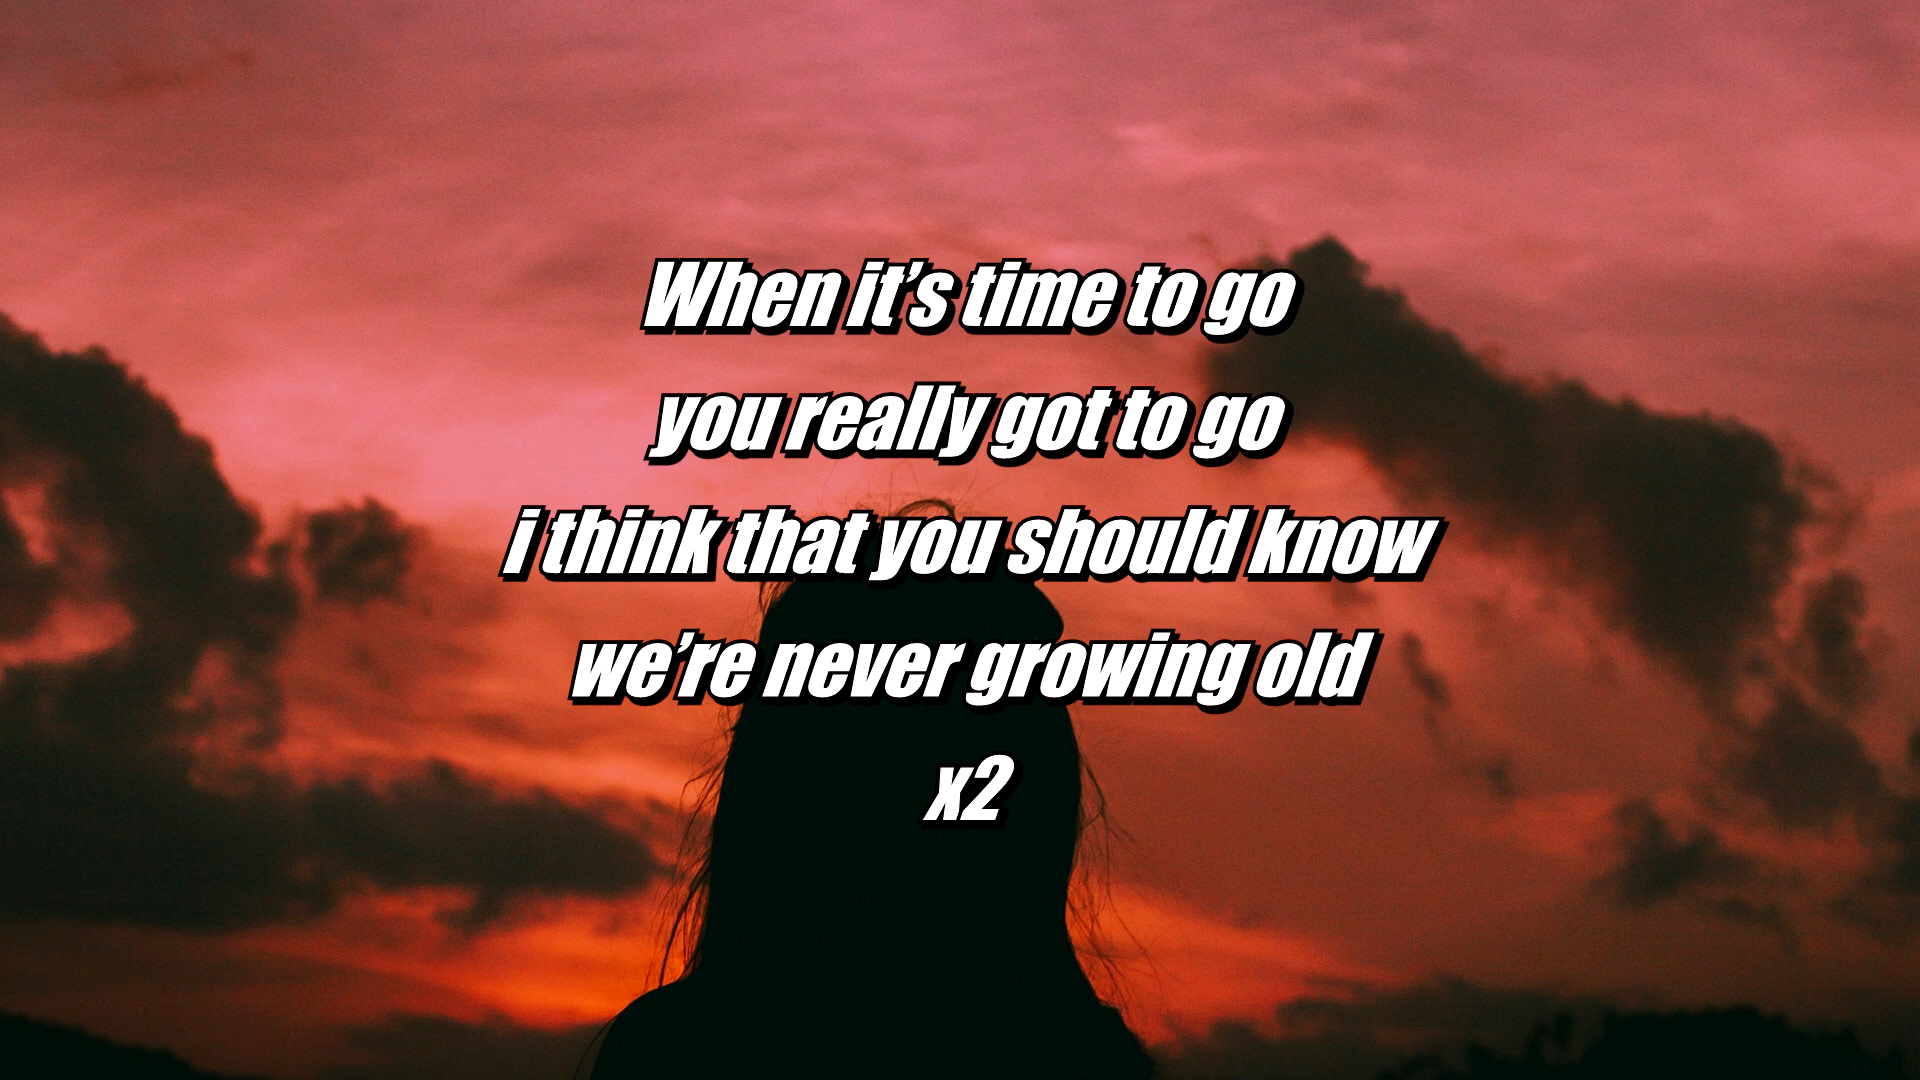 When it’s time to go
you really got to go
i think that you should know
we’re never growing old
x2